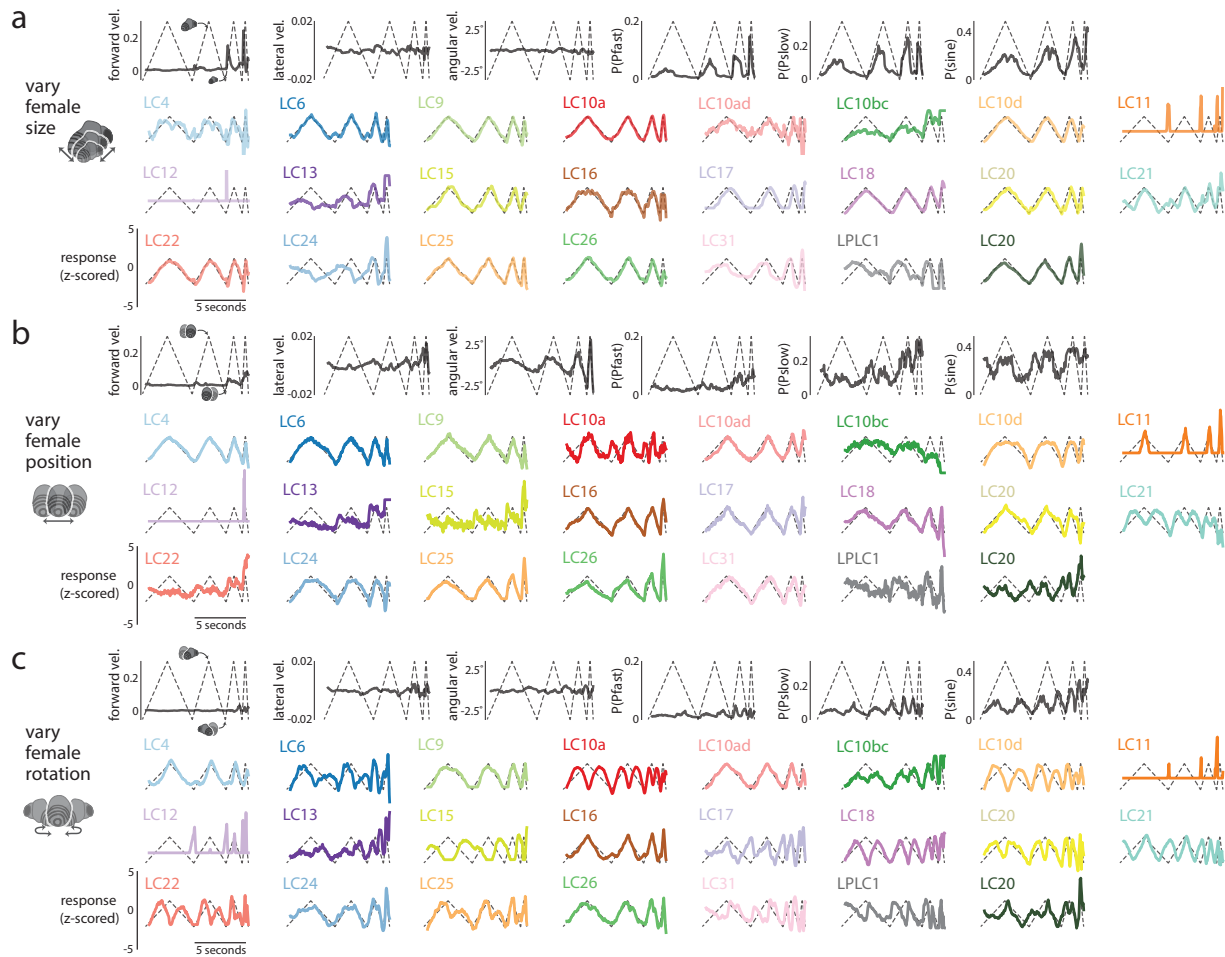 a
forward vel.
0.2
0
lateral vel.
0.02
-0.02
angular vel.
2.5°
-2.5°
P(Pfast)
0.2
0
P(Pslow)
0.2
0
P(sine)
0.4
0
vary
female
size
LC4
LC6
LC9
LC10a
LC10ad
LC10bc
LC10d
LC11
LC12
LC13
LC15
LC16
LC17
LC18
LC20
LC21
response
(z-scored)
5
0
-5
LC22
LC24
LC25
LC26
LC31
LPLC1
LC20
5 seconds
b
forward vel.
0.2
0
lateral vel.
0.02
-0.02
angular vel.
2.5°
-2.5°
P(Pfast)
0.2
0
P(Pslow)
0.2
0
P(sine)
0.4
0
vary
female
position
LC4
LC6
LC9
LC10a
LC10ad
LC10bc
LC10d
LC11
LC12
LC13
LC15
LC16
LC17
LC18
LC20
LC21
response
(z-scored)
5
0
-5
LC22
LC24
LC25
LC26
LC31
LPLC1
LC20
5 seconds
c
forward vel.
0.2
0
lateral vel.
0.02
-0.02
angular vel.
2.5°
-2.5°
P(Pfast)
0.2
0
P(Pslow)
0.2
0
P(sine)
0.4
0
vary
female
rotation
LC4
LC6
LC9
LC10a
LC10ad
LC10bc
LC10d
LC11
LC12
LC13
LC15
LC16
LC17
LC18
LC20
LC21
response
(z-scored)
5
0
-5
LC22
LC24
LC25
LC26
LC31
LPLC1
LC20
5 seconds